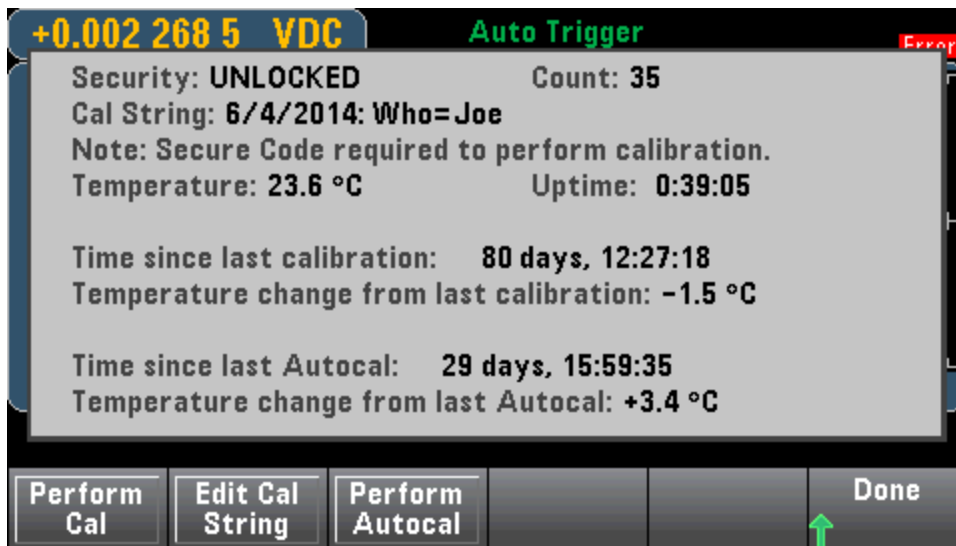 +0.002 268 5 VDC Auto Trigger Error
Security: UNLOCKED Count: 35
Cal String: 6/4/2014: Who=Joe
Note: Secure Code required to perform calibration.
Temperature: 23.6 °C Uptime: 0:39:05
Time since last calibration: 80 days, 12:27:18
Temperature change from last calibration: −1.5 °C
Time since last Autocal: 29 days, 15:59:35
Temperature change from last Autocal: +3.4 °C
Perform Edit Cal Perform Done
Cal String Autocal